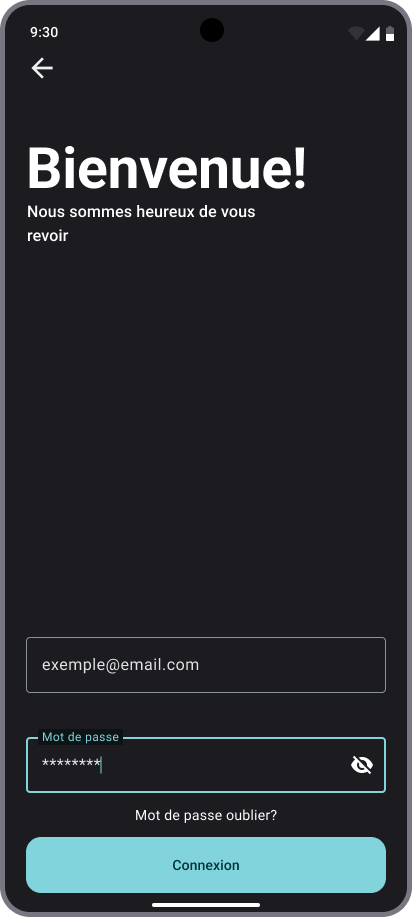 9:30
Bienvenue!
Nous sommes heureux de vous
revoir
exemple@email.com
Mot de passe
********
Mot de passe oublier?
Connexion